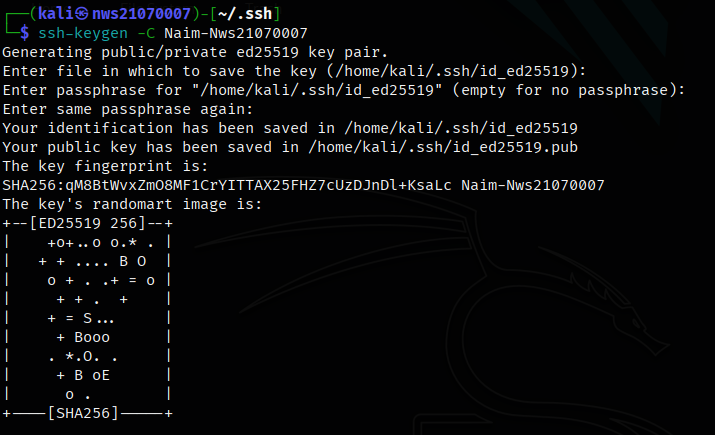 ┌──(kali㉿nws21070007)-[~/.ssh]
└─$ ssh-keygen -C Naim-Nws21070007
Generating public/private ed25519 key pair.
Enter file in which to save the key (/home/kali/.ssh/id_ed25519):
Enter passphrase for "/home/kali/.ssh/id_ed25519" (empty for no passphrase):
Enter same passphrase again:
Your identification has been saved in /home/kali/.ssh/id_ed25519
Your public key has been saved in /home/kali/.ssh/id_ed25519.pub
The key fingerprint is:
SHA256:qM8BtWvxZmO8MF1CrYITTAX25FHZ7cUzDJnDl+KsaLc Naim-Nws21070007
The key's randomart image is:
+--[ED25519 256]--+
|    +o+..o o.* . |
|   + + .... B O  |
|    o + . .+ = o |
|     + + .  +    |
|    + = S...     |
|     + Booo      |
|    . *.O. .     |
|     + B oE      |
|      o .        |
+----[SHA256]-----+